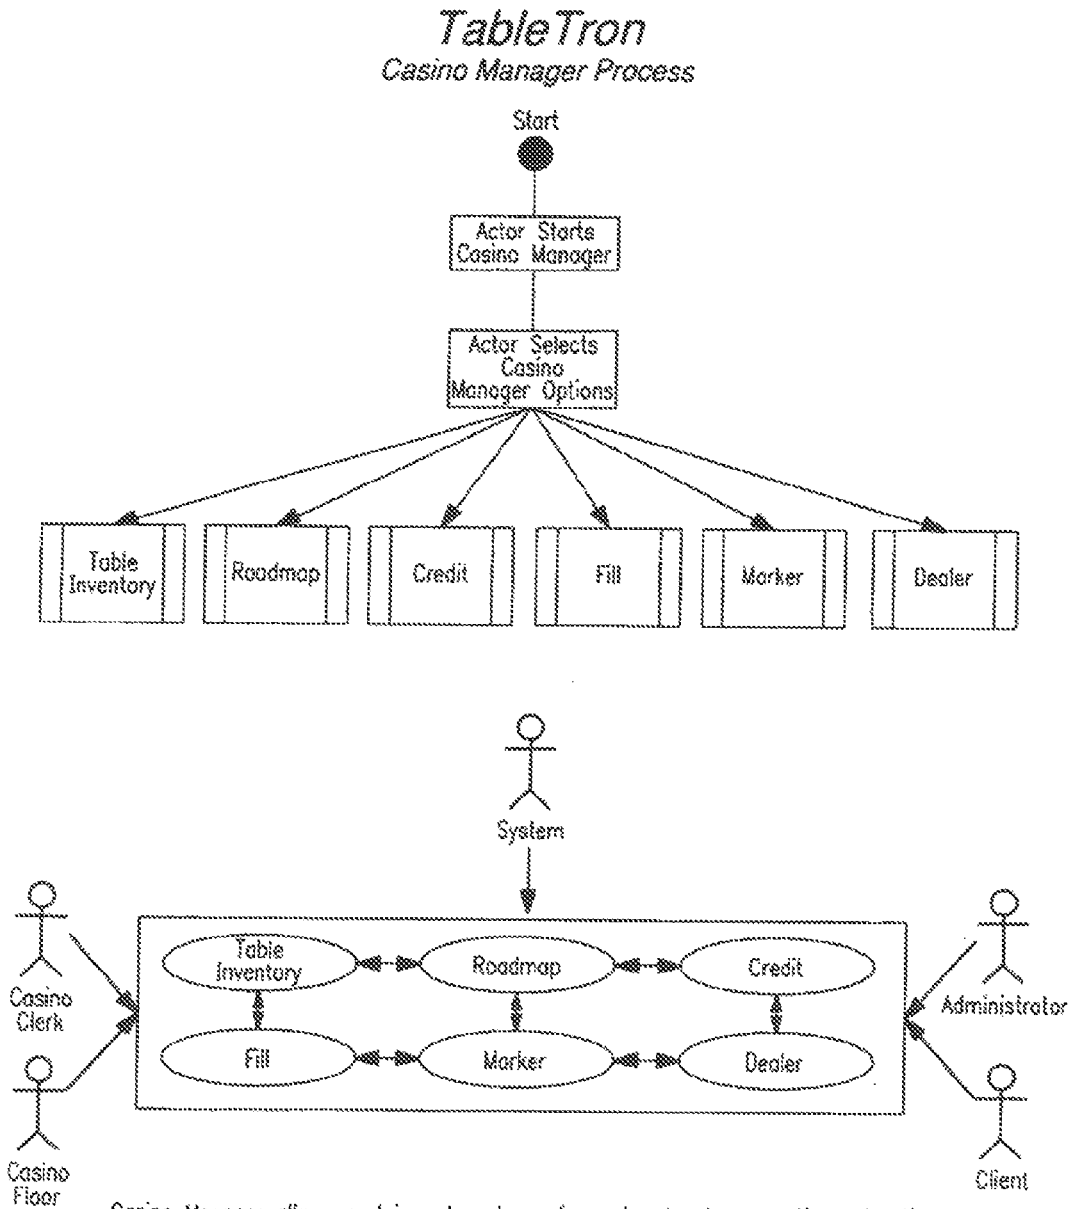 TableTron
Casino Manager Process
Start
Actor Starts
Casino Manager
Actor Selects
Casino
Manager Options
Table
Inventory
Roadmap
Credit
Fill
Marker
Dealer
System
Casino
Clerk
Administrator
Table
Inventory
Roadmap
Credit
Fill
Marker
Dealer
Casino
Floor
Client
Casino